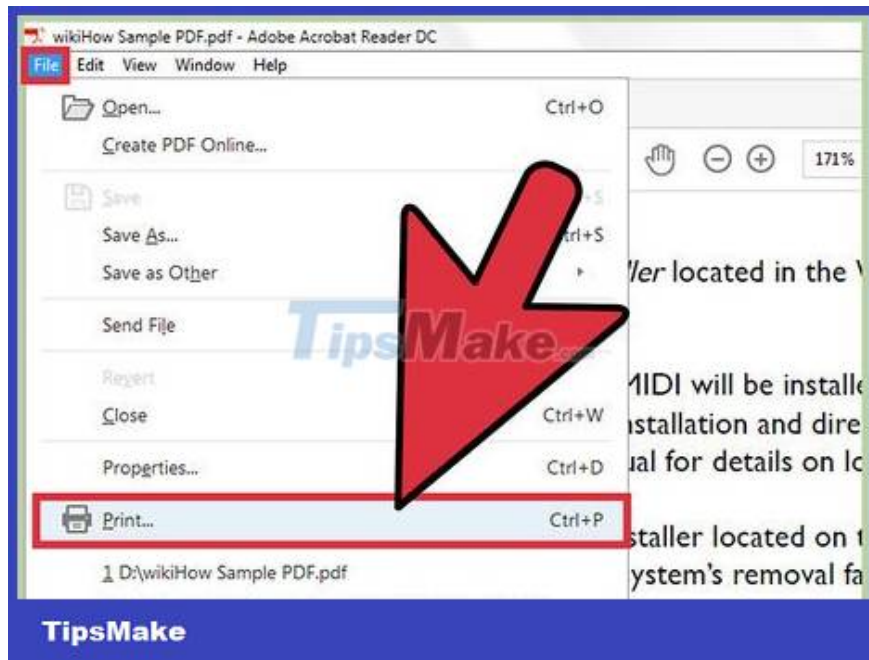 wikiHow Sample PDF.pdf - Adobe Acrobat Reader DC
File Edit View Window Help
Open... Ctrl+O
Create PDF Online...
171%
Save +S
Save As... trl+S
Save as Other
ller located in the
Send File
TipsMake.com
Revert
MIDI will be installe
Close Ctrl+W
nstallation and dire
Properties... Ctrl+D
ual for details on lo
Print... Ctrl+P
staller located on t
1 D:\wikiHow Sample PDF.pdf
ystem's removal fa
TipsMake